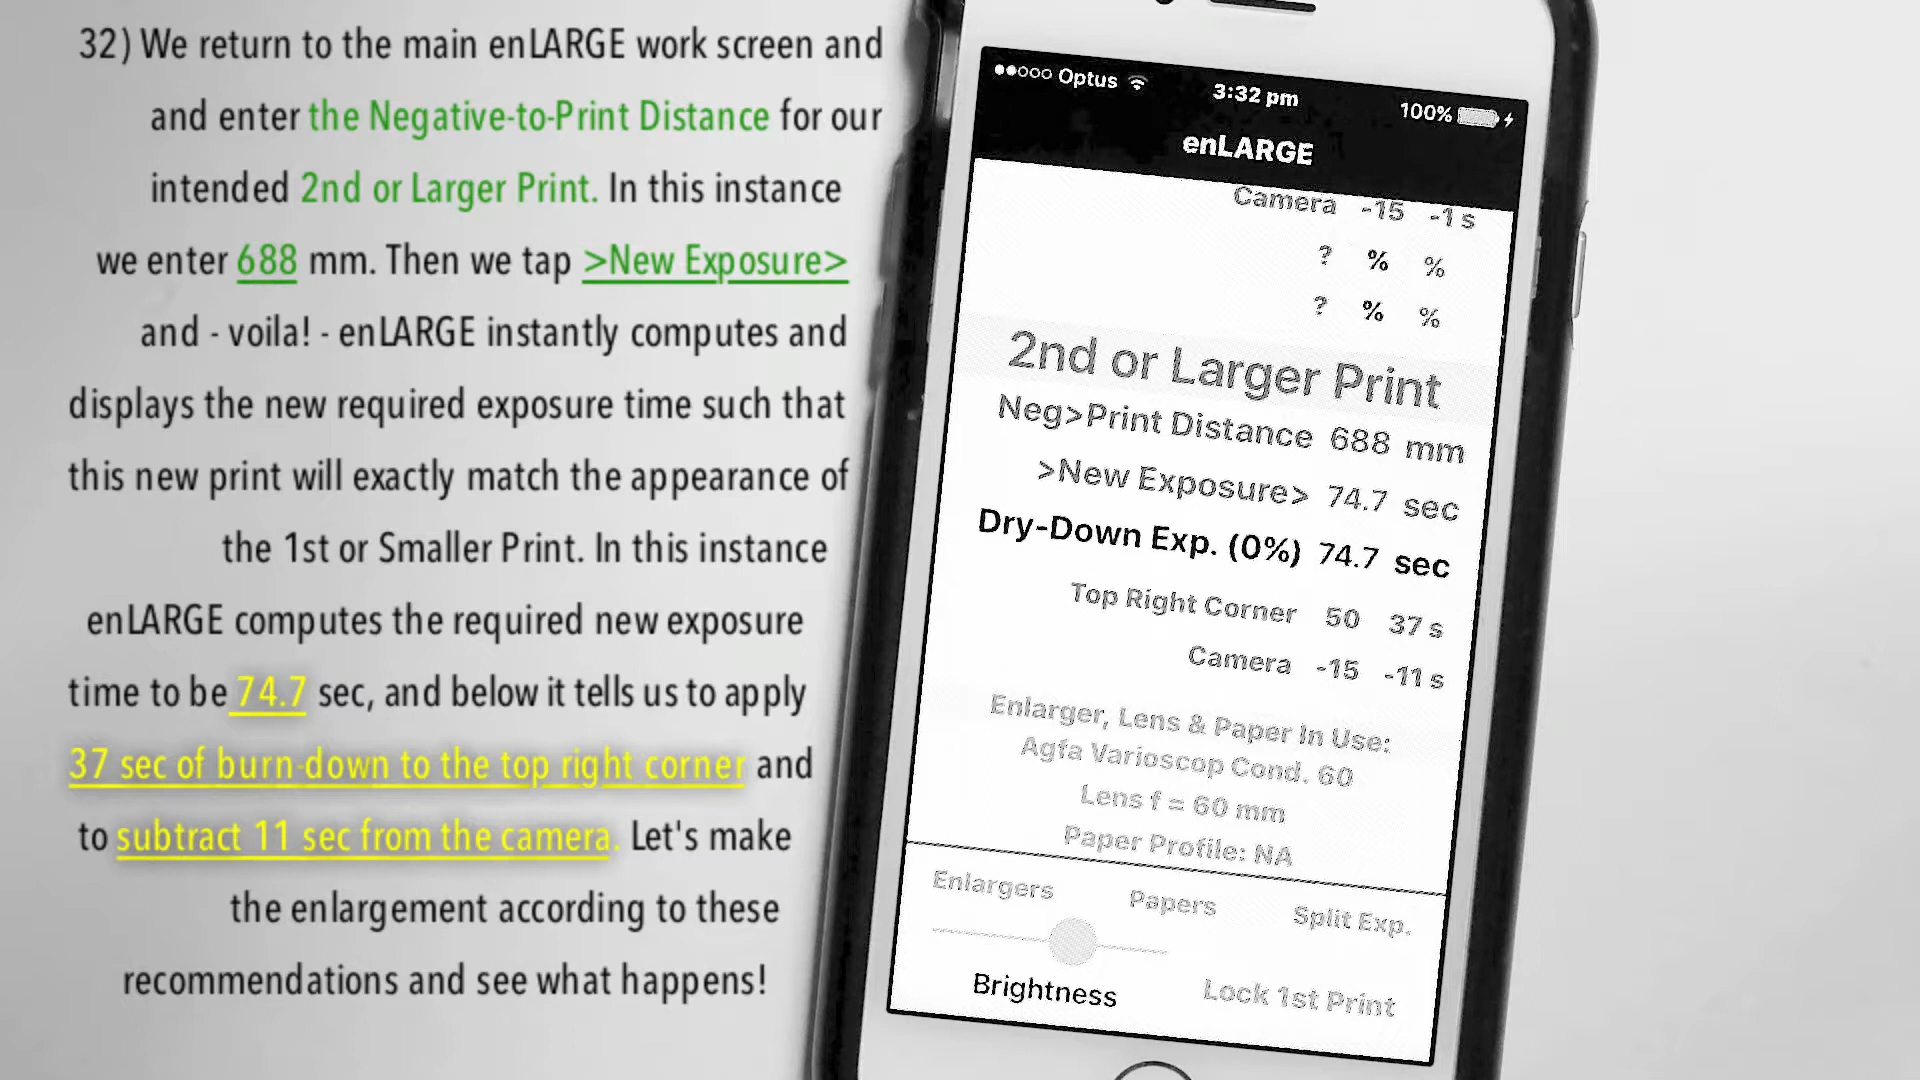 32) We return to the main enLARGE work screen and
and enter the Negative-to-Print Distance for our
intended 2nd or Larger Print. In this instance
we enter 688 mm. Then we tap >New Exposure>
and - voila! - enLARGE instantly computes and
displays the new required exposure time such that
this new print will exactly match the appearance of
the 1st or Smaller Print. In this instance
enLARGE computes the required new exposure
time to be 74.7 sec, and below it tells us to apply
37 sec of burn-down to the top right corner and
to subtract 11 sec from the camera. Let's make
the enlargement according to these
recommendations and see what happens!
Optus 3:32 pm 100%
enLARGE
Camera -15 -1 s
? % %
? % %
2nd or Larger Print
Neg>Print Distance 688 mm
>New Exposure> 74.7 sec
Dry-Down Exp. (0%) 74.7 sec
Top Right Corner 50 37 s
Camera -15 -11 s
Enlarger, Lens & Paper In Use:
Agfa Varioscop Cond. 60
Lens f = 60 mm
Paper Profile: NA
Enlargers Papers Split Exp.
Brightness Lock 1st Print